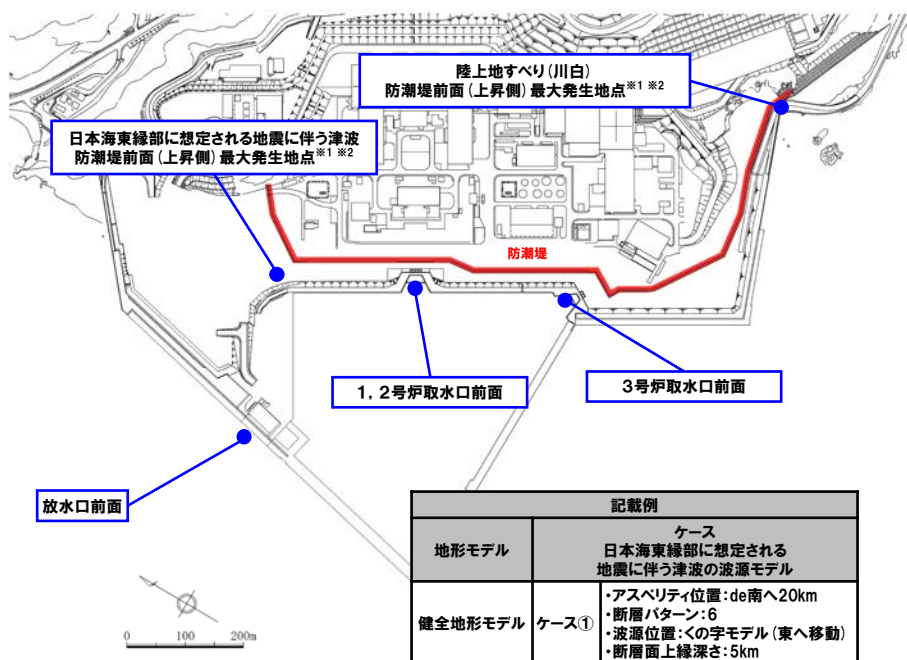 陸上地すべり(川白)
防潮堤前面(上昇側)最大発生地点※1 ※2
日本海東縁部に想定される地震に伴う津波
防潮堤前面(上昇側)最大発生地点※1 ※2
防潮堤
1,2号炉取水口前面
3号炉取水口前面
放水口前面
0 100 200m
記載例
地形モデル
ケース
日本海東縁部に想定される
地震に伴う津波の波源モデル
健全地形モデル
ケース①
・アスペリティ位置:de南へ20km
・断層パターン:6
・波源位置:くの字モデル(東へ移動)
・断層面上縁深さ:5km